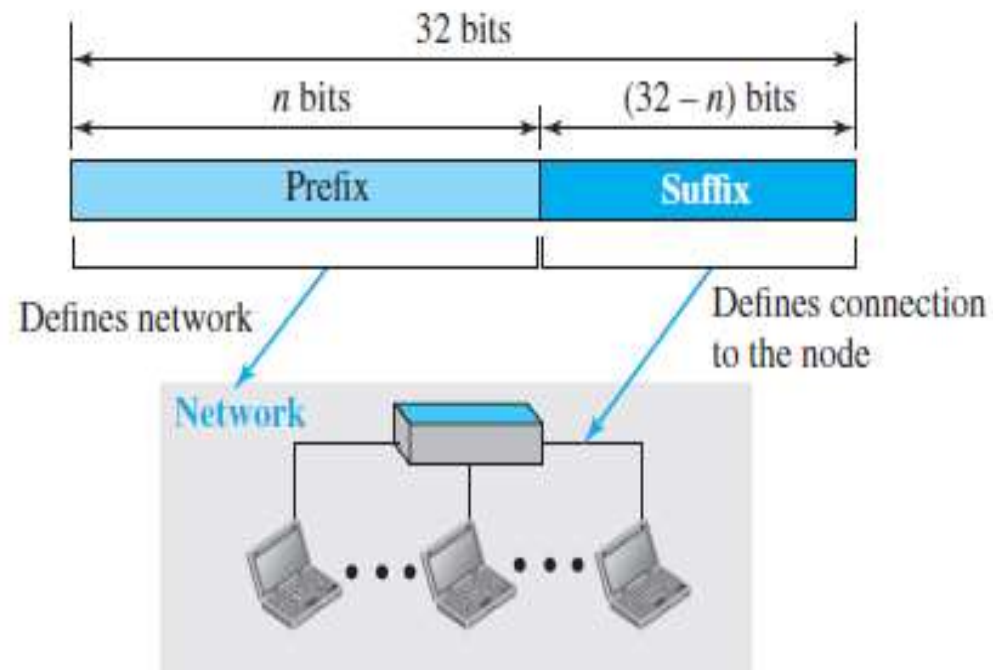 32 bits
n bits
(32 – n) bits
Prefix
Suffix
Defines network
Defines connection
to the node
Network